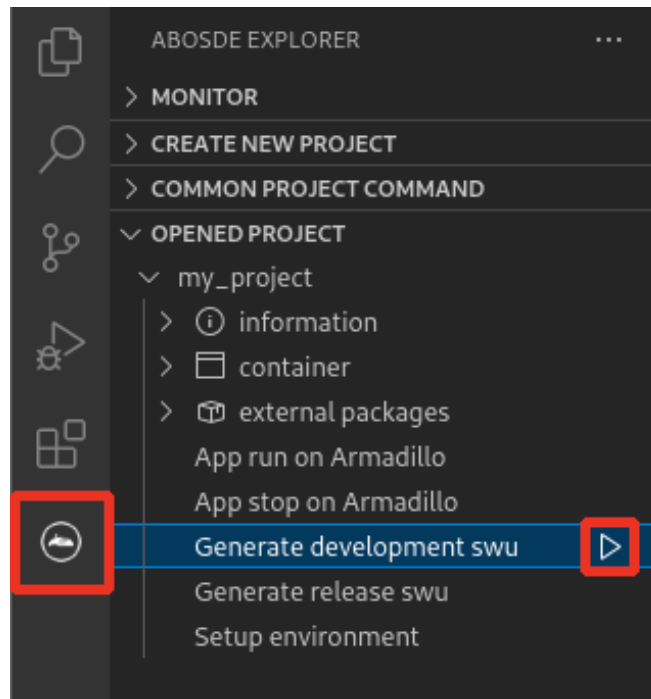 ABOSDE EXPLORER
MONITOR
CREATE NEW PROJECT
COMMON PROJECT COMMAND
OPENED PROJECT
my_project
information
container
external packages
App run on Armadillo
App stop on Armadillo
Generate development swu
Generate release swu
Setup environment